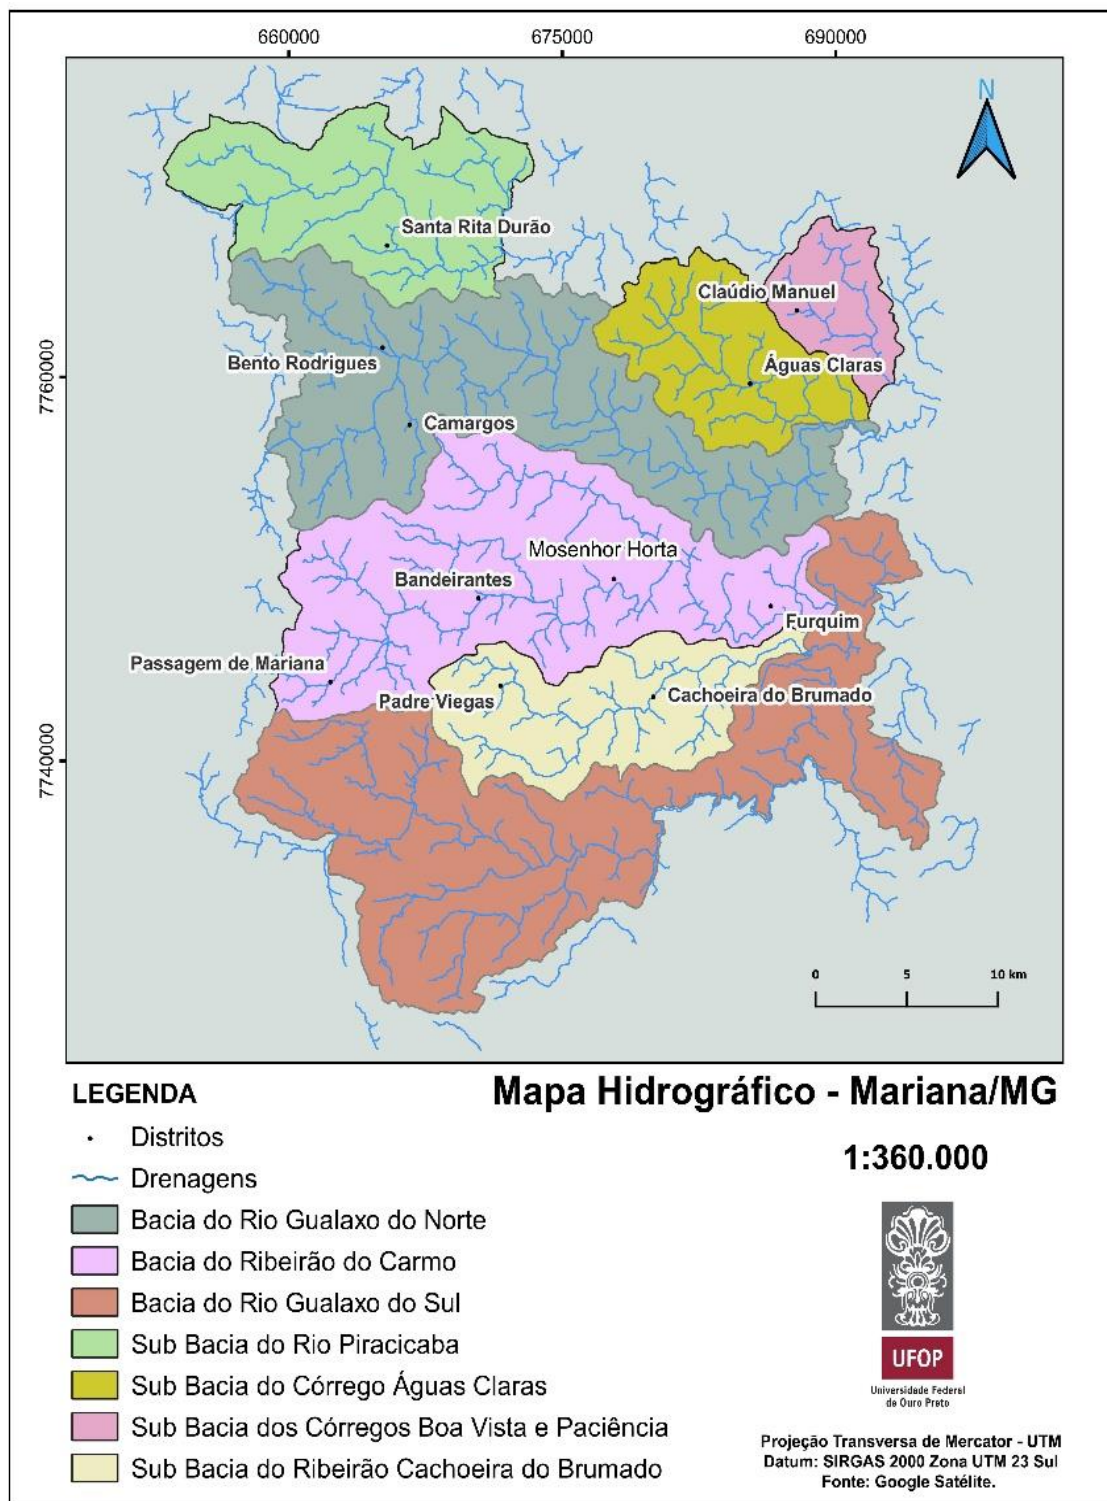 660000
675000
690000
N
Santa Rita Durão
Claúdio Manuel
Bento Rodrigues
Águas Claras
7760000
Camargos
Mosenhor Horta
Bandeirantes
Furquim
Passagem de Mariana
Padre Viegas
Cachoeira do Brumado
7740000
0 5 10 km
LEGENDA
Mapa Hidrográfico - Mariana/MG
Distritos
1:360.000
Drenagens
Bacia do Rio Gualaxo do Norte
Bacia do Ribeirão do Carmo
Bacia do Rio Gualaxo do Sul
Sub Bacia do Rio Piracicaba
Sub Bacia do Córrego Águas Claras
Sub Bacia dos Córregos Boa Vista e Paciência
Sub Bacia do Ribeirão Cachoeira do Brumado
UFOP
Universidade Federal
de Ouro Preto
Projeção Transversa de Mercator - UTM
Datum: SIRGAS 2000 Zona UTM 23 Sul
Fonte: Google Satélite.